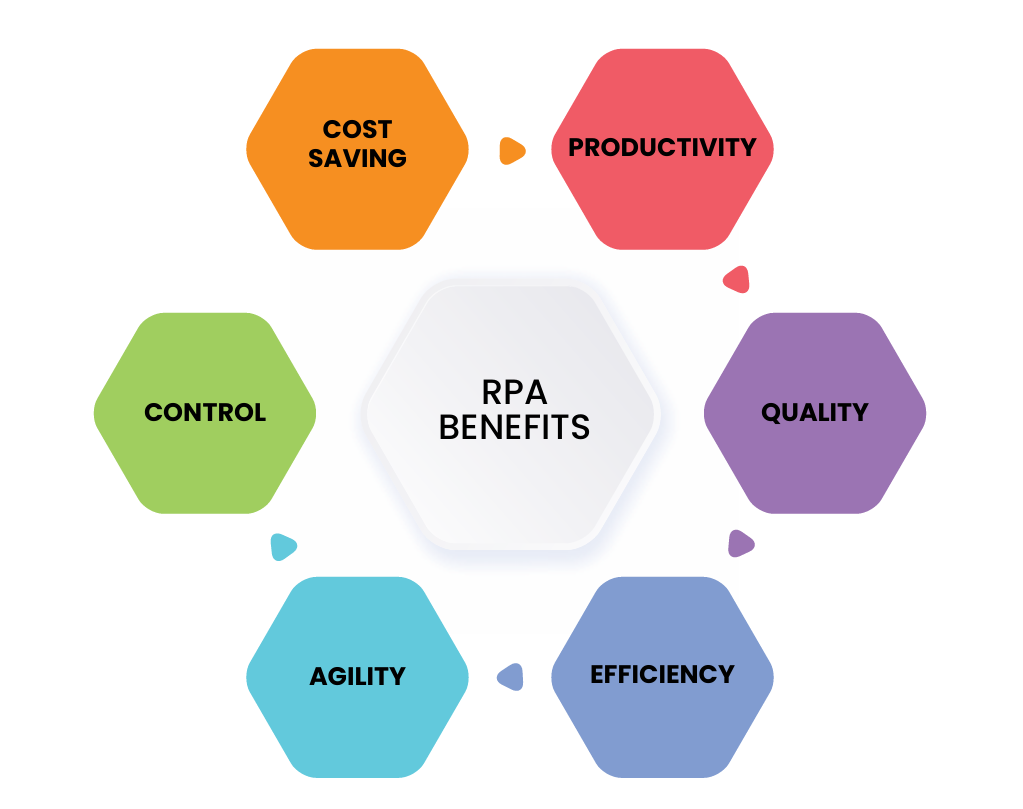 COST
SAVING
PRODUCTIVITY
CONTROL
RPA
BENEFITS
QUALITY
AGILITY
EFFICIENCY